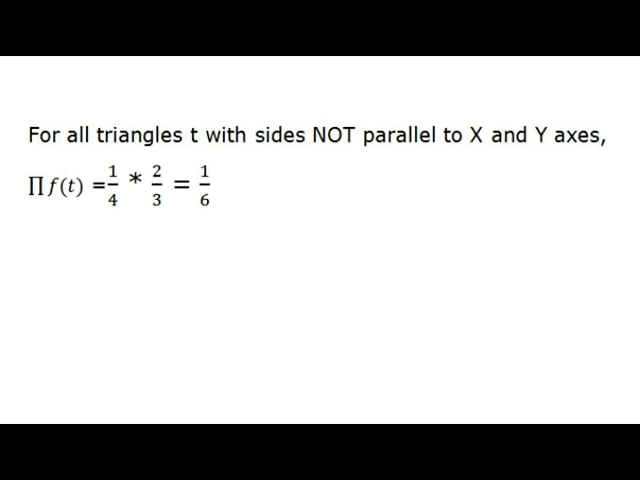 For all triangles t with sides NOT parallel to X and Y axes,
∏ f(t) = 1/4 * 2/3 = 1/6